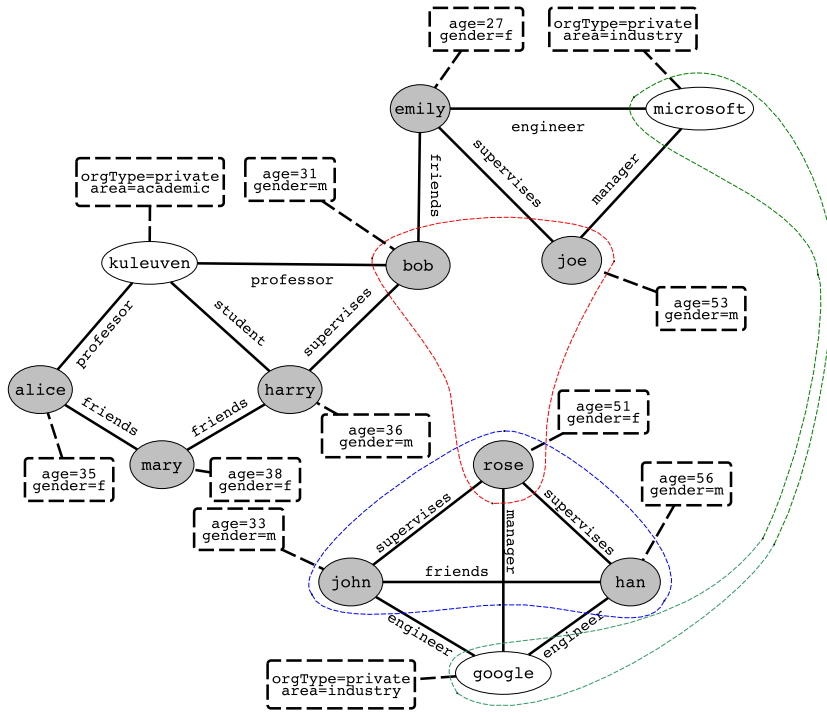 age=27
gender=f
orgType=private
area=industry
emily
microsoft
engineer
friends
supervises
manager
orgType=private
area=academic
age=31
gender=m
kuleuven
bob
joe
professor
age=53
gender=m
professor
student
supervises
alice
harry
friends
friends
age=36
gender=m
age=51
gender=f
mary
rose
age=35
gender=f
age=38
gender=f
age=56
gender=m
age=33
gender=m
supervises
manager
supervises
john
friends
han
engineer
engineer
google
orgType=private
area=industry